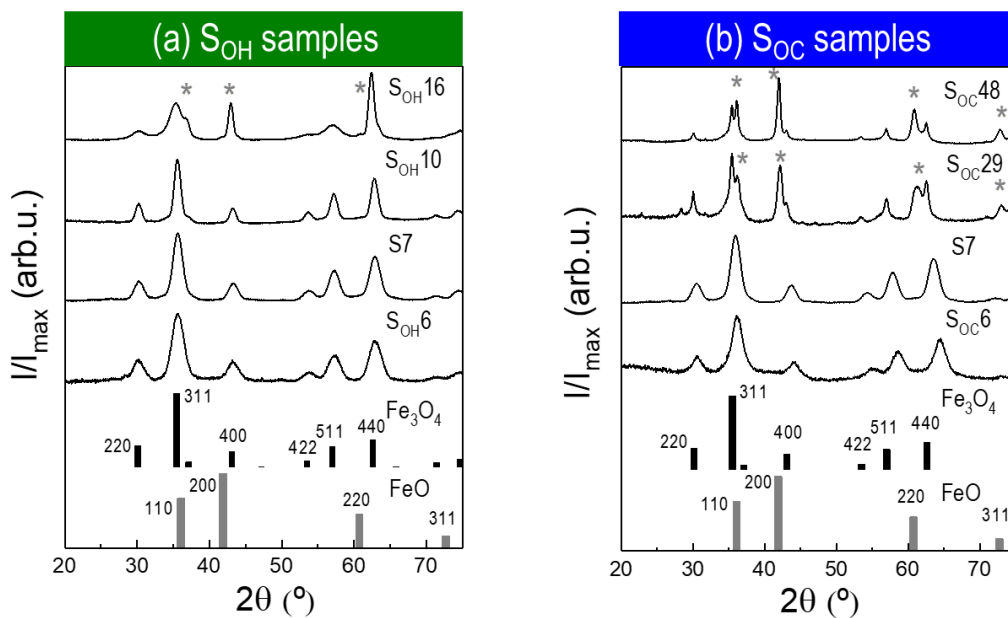 (a) S_OH samples
I/I_max (arb.u.)
* * *
S_OH16
S_OH10
S7
S_OH6
Fe₃O₄
220 311 400 422 511 440
FeO
110 200 220 311
20 30 40 50 60 70
2θ (º)
(b) S_OC samples
I/I_max (arb.u.)
* * * *
S_OC48
* * * *
S_OC29
S7
S_OC6
Fe₃O₄
220 311 400 422 511 440
FeO
110 200 220 311
20 30 40 50 60 70
2θ (º)